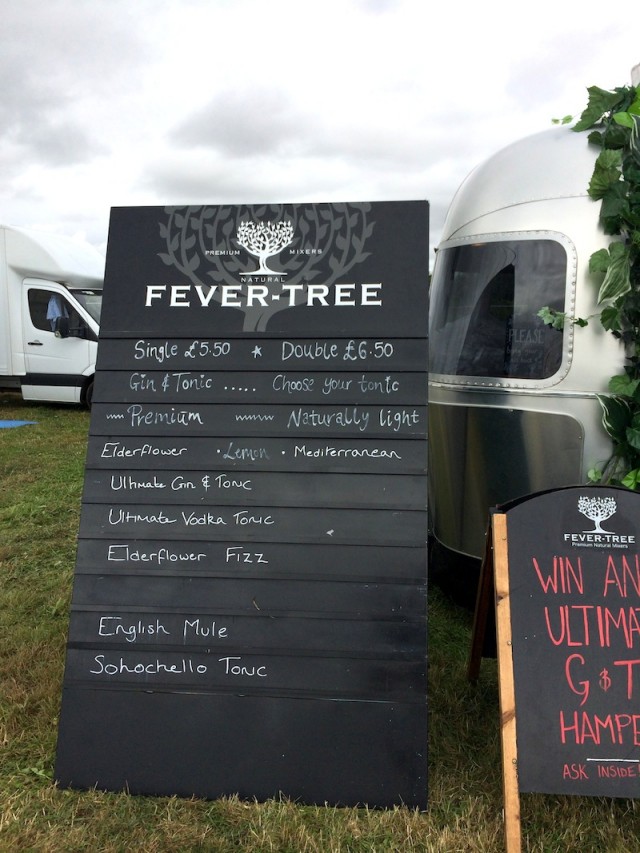 PREMIUM MIXERS
NATURAL
FEVER-TREE
Single £5.50 * Double £6.50
Gin & Tonic ..... Choose your tonic
Premium Naturally light
Elderflower · Lemon · Mediterranean
Ultimate Gin & Tonic
Ultimate Vodka Tonic
Elderflower Fizz
English Mule
Sohochello Tonic
PLEASE
FEVER-TREE
Premium Natural Mixers
WIN AN
ULTIMA
G & T
HAMPE
ASK INSIDE